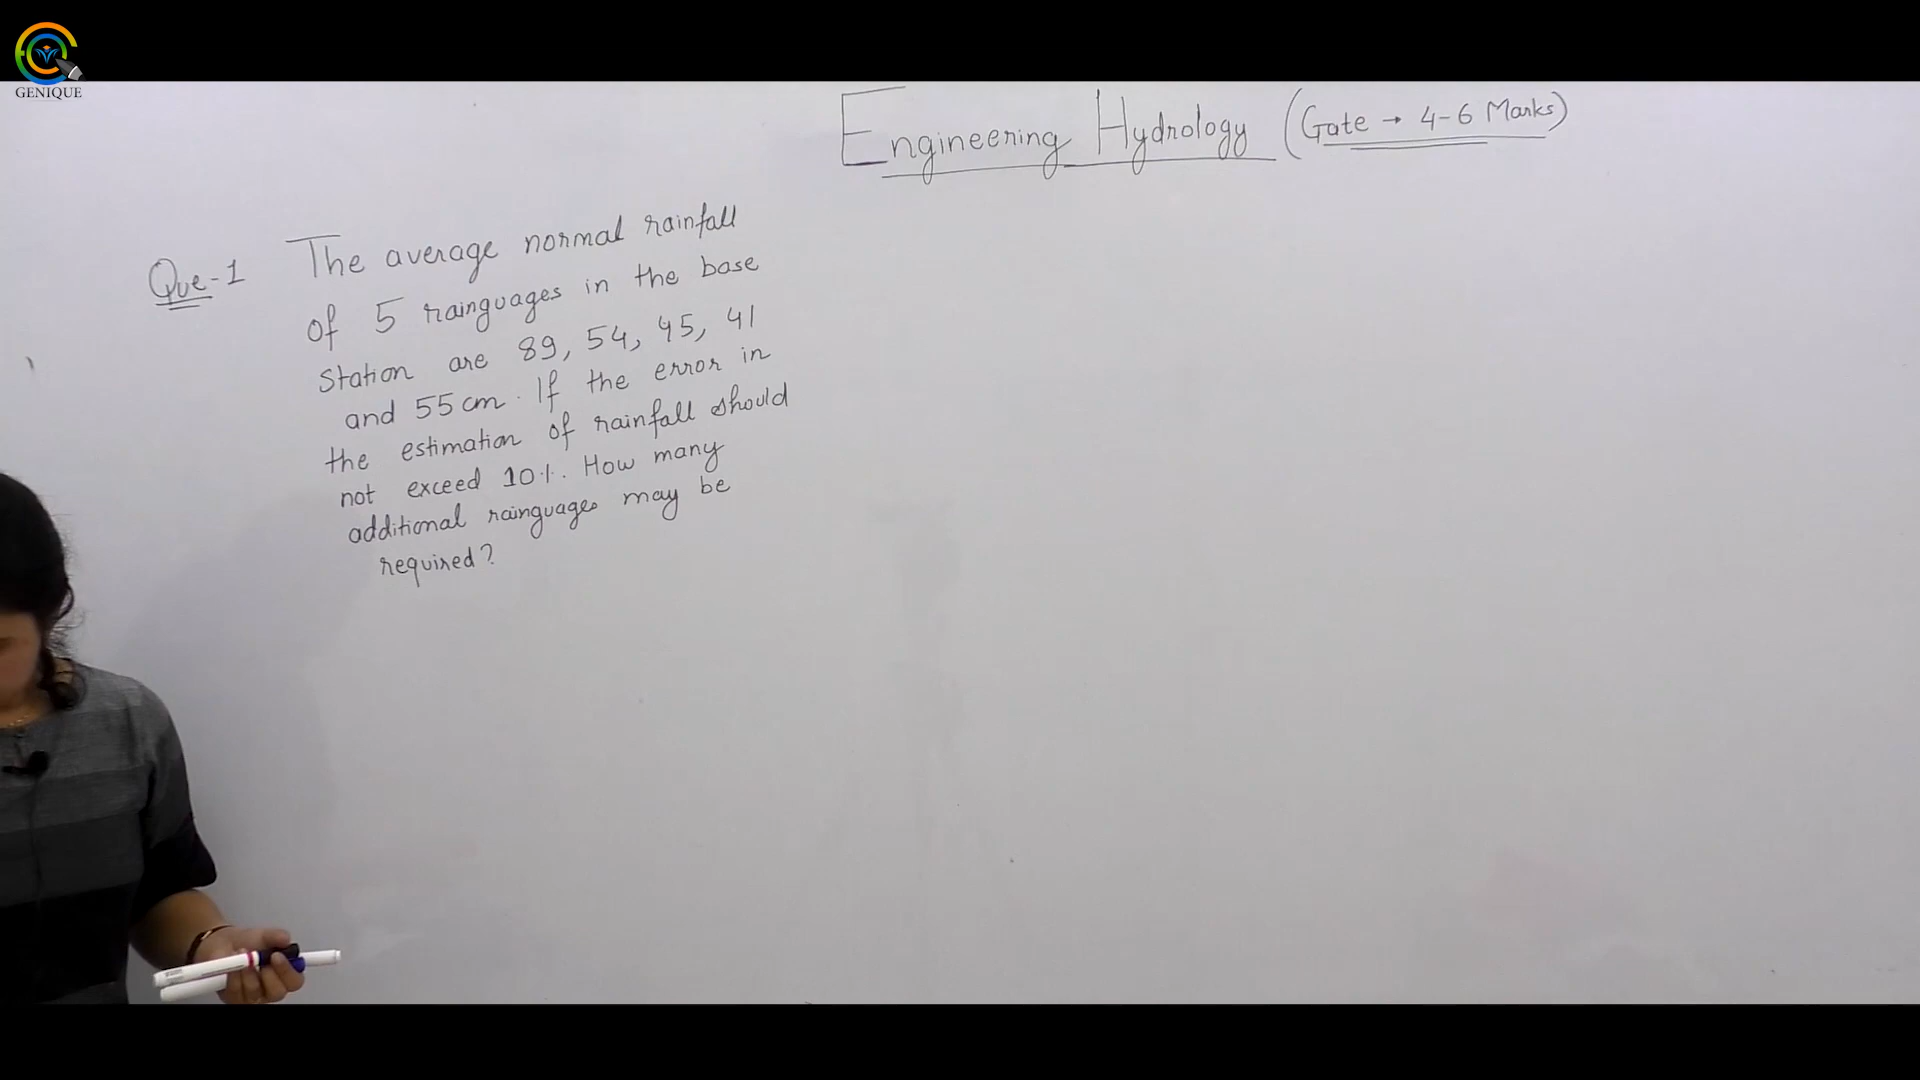 GENIQUE
Engineering Hydrology (Gate → 4-6 Marks)
Que-1 The average normal rainfall
of 5 rainguages in the base
station are 89, 54, 45, 41
and 55 cm. If the error in
the estimation of rainfall should
not exceed 10%. How many
additional rainguages may be
required?